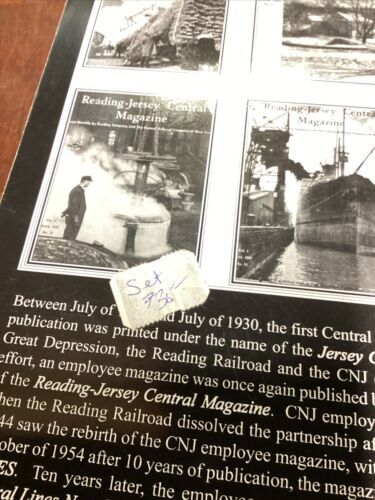 Reading-Jersey Central
Magazine
Reading-Jersey Central
Magazine
Set
Between July of d July of 1930, the first Central
publication was printed under the name of the Jersey C
Great Depression, the Reading Railroad and the CNJ
effort, an employee magazine was once again published b
of the Reading-Jersey Central Magazine. CNJ employ
hen the Reading Railroad dissolved the partnership af
44 saw the rebirth of the CNJ employee magazine, wit
ober of 1954 after 10 years of publication, the magaz
ES. Ten years later, the employee